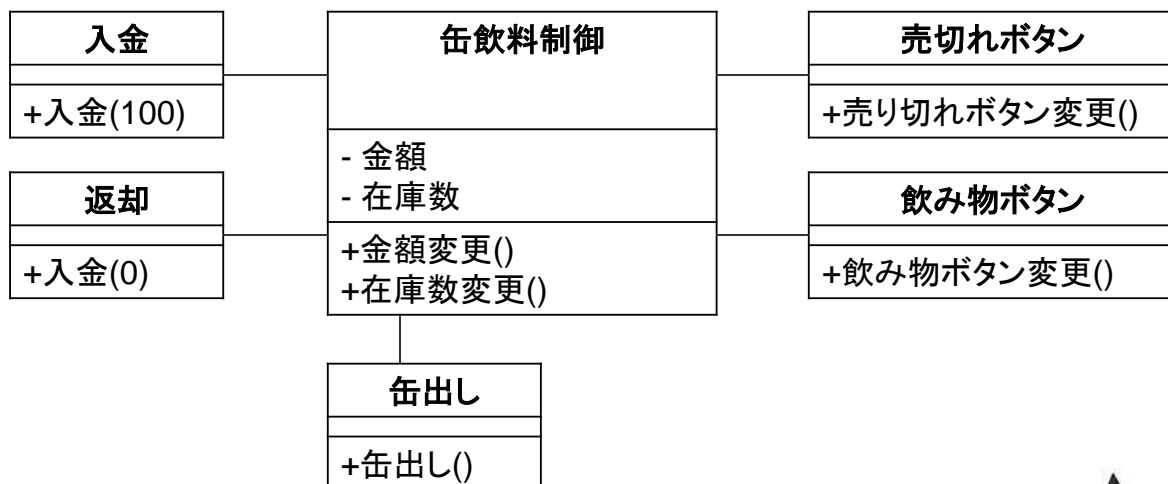 入金
+入金(100)
返却
+入金(0)
缶飲料制御
- 金額
- 在庫数
+金額変更()
+在庫数変更()
缶出し
+缶出し()
売切れボタン
+売り切れボタン変更()
飲み物ボタン
+飲み物ボタン変更()